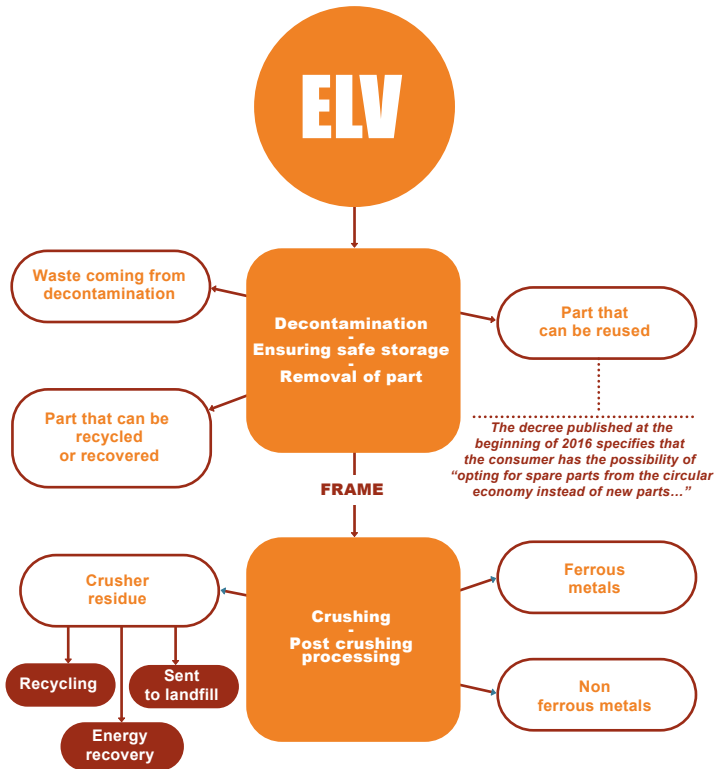 ELV
Waste coming from
decontamination
Decontamination
-
Ensuring safe storage
-
Removal of part
Part that
can be reused
Part that can be
recycled
or recovered
The decree published at the
beginning of 2016 specifies that
the consumer has the possibility of
“opting for spare parts from the circular
economy instead of new parts…”
FRAME
Crusher
residue
Crushing
-
Post crushing
processing
Ferrous
metals
Non
ferrous metals
Recycling
Sent
to landfill
Energy
recovery